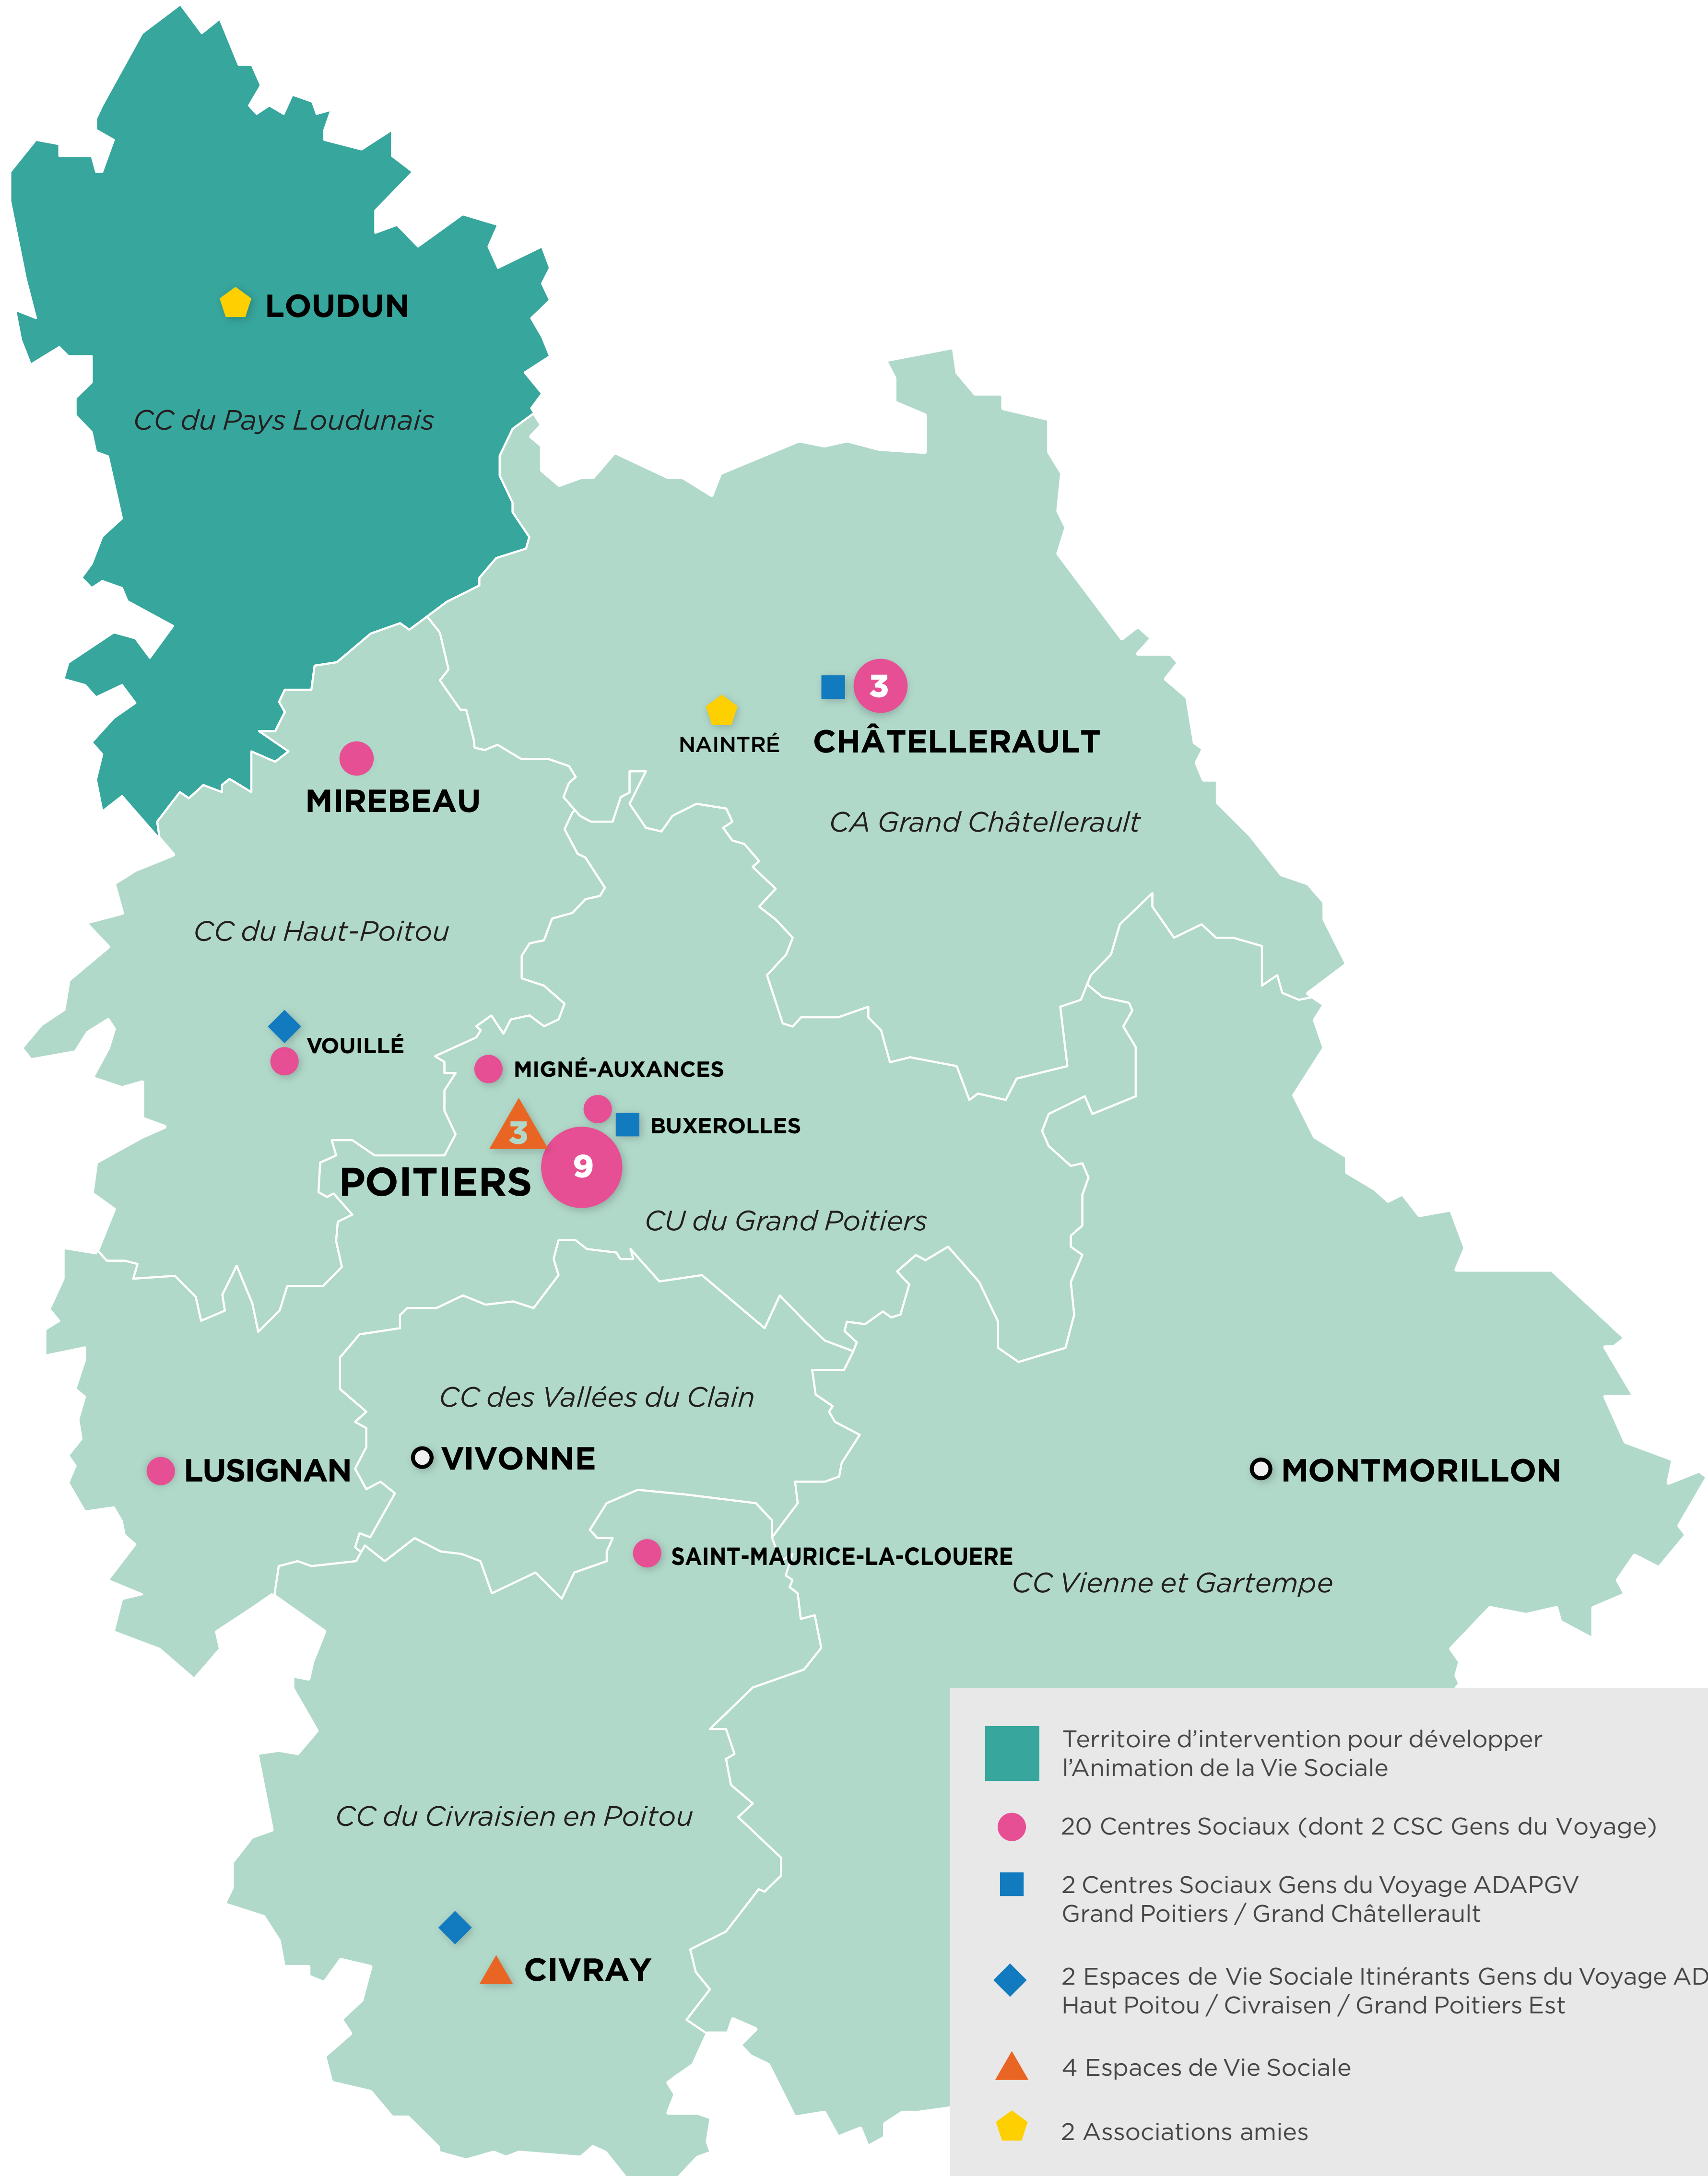 LOUDUN
CC du Pays Loudunais
3
NAINTRÉ
CHÂTELLERAULT
MIREBEAU
CA Grand Châtellerault
CC du Haut-Poitou
VOUILLÉ
MIGNÉ-AUXANCES
3
BUXEROLLES
9
POITIERS
CU du Grand Poitiers
CC des Vallées du Clain
VIVONNE
LUSIGNAN
MONTMORILLON
SAINT-MAURICE-LA-CLOUERE
CC Vienne et Gartempe
CC du Civraisien en Poitou
CIVRAY
Territoire d’intervention pour développer
l’Animation de la Vie Sociale
20 Centres Sociaux (dont 2 CSC Gens du Voyage)
2 Centres Sociaux Gens du Voyage ADAPGV
Grand Poitiers / Grand Châtellerault
2 Espaces de Vie Sociale Itinérants Gens du Voyage AD
Haut Poitou / Civraisen / Grand Poitiers Est
4 Espaces de Vie Sociale
2 Associations amies